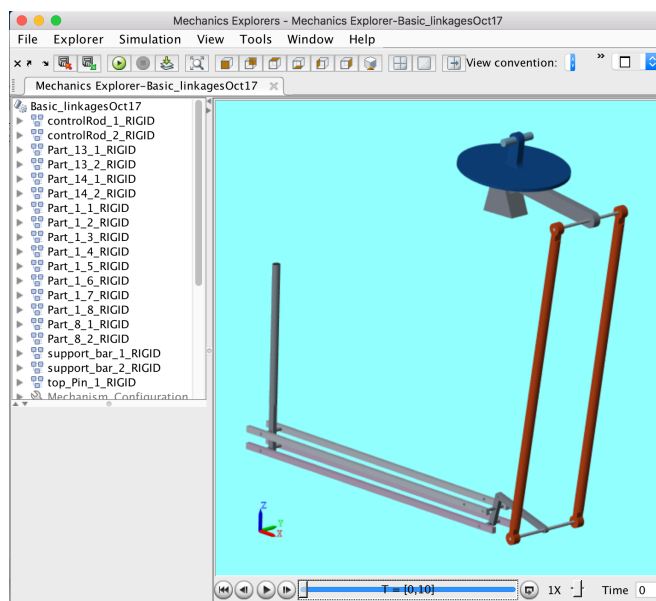 Mechanics Explorers - Mechanics Explorer-Basic_linkagesOct17
File Explorer Simulation View Tools Window Help
View convention: »
Mechanics Explorer-Basic_linkagesOct17
Basic_linkagesOct17
controlRod_1_RIGID
controlRod_2_RIGID
Part_13_1_RIGID
Part_13_2_RIGID
Part_14_1_RIGID
Part_14_2_RIGID
Part_1_1_RIGID
Part_1_2_RIGID
Part_1_3_RIGID
Part_1_4_RIGID
Part_1_5_RIGID
Part_1_6_RIGID
Part_1_7_RIGID
Part_1_8_RIGID
Part_8_1_RIGID
Part_8_2_RIGID
support_bar_1_RIGID
support_bar_2_RIGID
top_Pin_1_RIGID
Mechanism_Configuration
Z
Y
X
T = [0,10] 1X Time 0